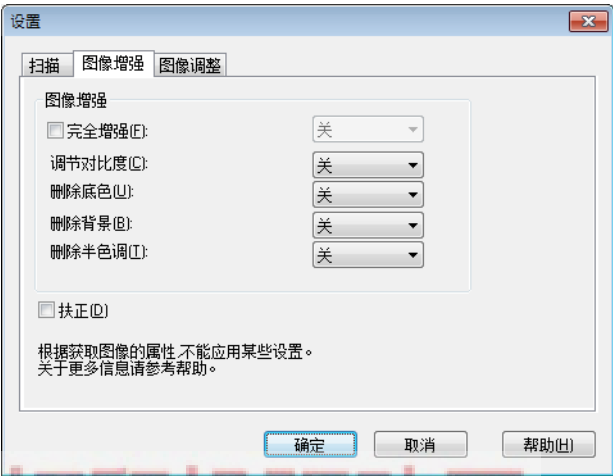 设置
扫描 图像增强 图像调整
图像增强
完全增强(F): 关
调节对比度(C): 关
删除底色(U): 关
删除背景(B): 关
删除半色调(T): 关
扶正(D)
根据获取图像的属性,不能应用某些设置。
关于更多信息请参考帮助。
确定 取消 帮助(H)